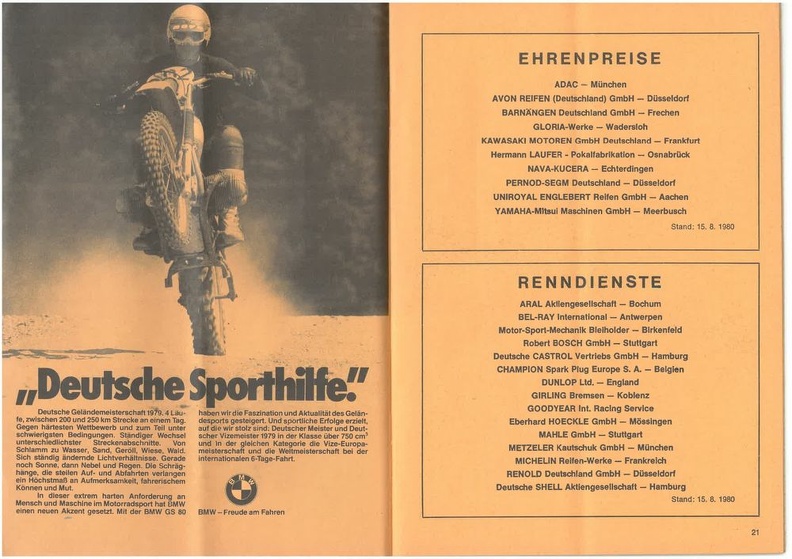 „Deutsche Sporthilfe.”
Deutsche Geländemeisterschaft 1979. 4 Läu-
fe, zwischen 200 und 250 km Strecke an einem Tag.
Gegen härtesten Wettbewerb und zum Teil unter
schwierigsten Bedingungen. Ständiger Wechsel
unterschiedlichster Streckenabschnitte. Von
Schlamm zu Wasser, Sand, Geröll, Wiese, Wald.
Sich ständig ändernde Lichtverhältnisse. Gerade
noch Sonne, dann Nebel und Regen. Die Schräg-
hänge, die steilen Auf- und Abfahrten verlangen
ein Höchstmaß an Aufmerksamkeit, fahrerischem
Können und Mut.
In dieser extrem harten Anforderung an
Mensch und Maschine im Motorradsport hat BMW
einen neuen Akzent gesetzt. Mit der BMW GS 80
haben wir die Faszination und Aktualität des Gelän-
desports gesteigert. Und sportliche Erfolge erzielt,
auf die wir stolz sind: Deutscher Meister und Deut-
scher Vizemeister 1979 in der Klasse über 750 cm³
und in der gleichen Kategorie die Vize-Europa-
meisterschaft und die Weltmeisterschaft bei der
internationalen 6-Tage-Fahrt.
BMW
BMW – Freude am Fahren
EHRENPREISE
ADAC — München
AVON REIFEN (Deutschland) GmbH — Düsseldorf
BARNÄNGEN Deutschland GmbH — Frechen
GLORIA-Werke — Wadersloh
KAWASAKI MOTOREN GmbH Deutschland — Frankfurt
Hermann LAUFER - Pokalfabrikation — Osnabrück
NAVA-KUCERA — Echterdingen
PERNOD-SEGM Deutschland — Düsseldorf
UNIROYAL ENGLEBERT Reifen GmbH — Aachen
YAMAHA-Mitsui Maschinen GmbH — Meerbusch
Stand: 15. 8. 1980
RENNDIENSTE
ARAL Aktiengesellschaft — Bochum
BEL-RAY International — Antwerpen
Motor-Sport-Mechanik Bleiholder — Birkenfeld
Robert BOSCH GmbH — Stuttgart
Deutsche CASTROL Vertriebs GmbH — Hamburg
CHAMPION Spark Plug Europe S. A. — Belgien
DUNLOP Ltd. — England
GIRLING Bremsen — Koblenz
GOODYEAR Int. Racing Service
Eberhard HOECKLE GmbH — Mössingen
MAHLE GmbH — Stuttgart
METZELER Kautschuk GmbH — München
MICHELIN Reifen-Werke — Frankreich
RENOLD Deutschland GmbH — Düsseldorf
Deutsche SHELL Aktiengesellschaft — Hamburg
Stand: 15. 8. 1980
21